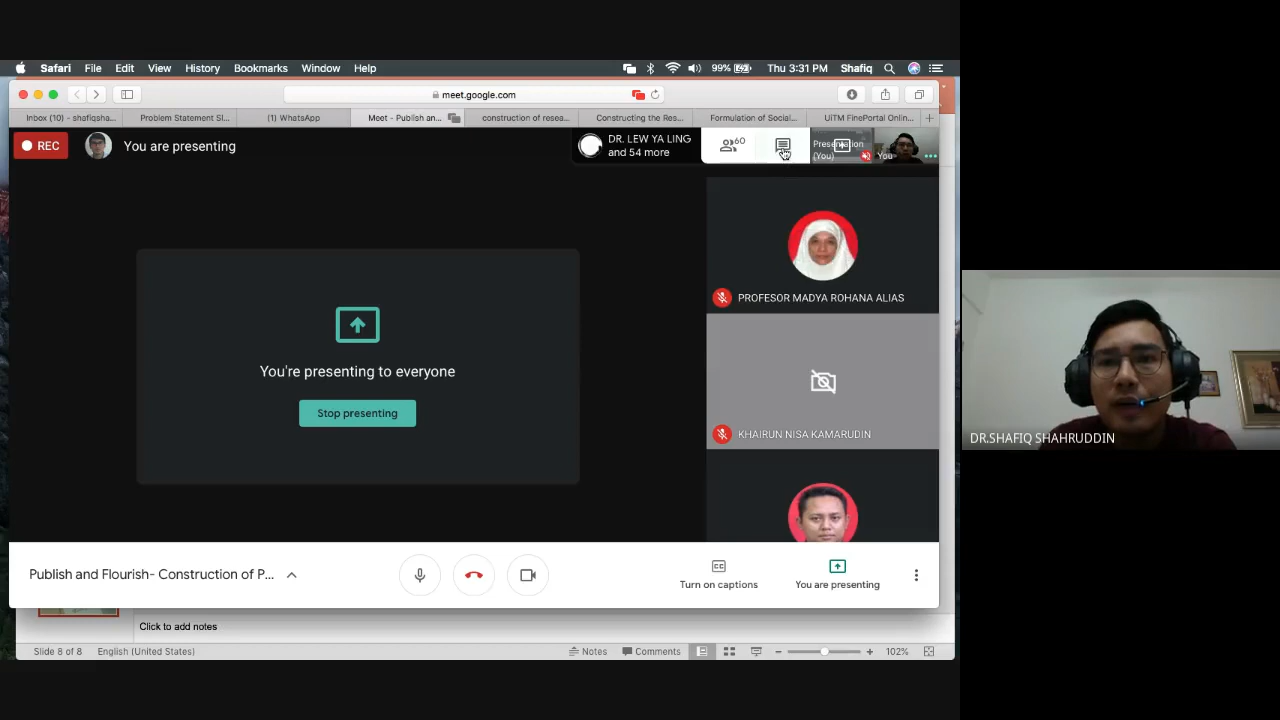 Safari File Edit View History Bookmarks Window Help 99% Thu 3:31 PM Shafiq
meet.google.com
Inbox (10) - shafiqsha... Problem Statement Sl... (1) WhatsApp Meet - Publish an... construction of resea... Constructing the Res... Formulation of Social... UiTM FinePortal Onlin...
REC You are presenting
DR. LEW YA LING
and 54 more
60
Presentation
(You)
You
PROFESOR MADYA ROHANA ALIAS
You're presenting to everyone
Stop presenting
KHAIRUN NISA KAMARUDIN
DR.SHAFIQ SHAHRUDDIN
Publish and Flourish- Construction of P...
Turn on captions
You are presenting
Click to add notes
Slide 8 of 8 English (United States) Notes Comments 102%